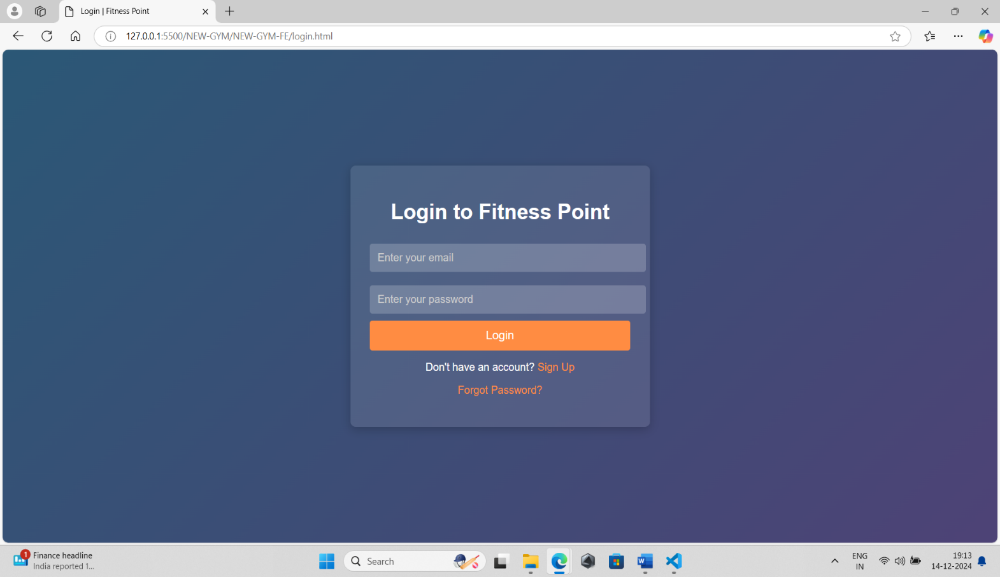 Login | Fitness Point
127.0.0.1:5500/NEW-GYM/NEW-GYM-FE/login.html
Login to Fitness Point
Enter your email
Enter your password
Login
Don't have an account? Sign Up
Forgot Password?
1
Finance headline
India reported 1...
Search
W
ENG
IN
19:13
14-12-2024